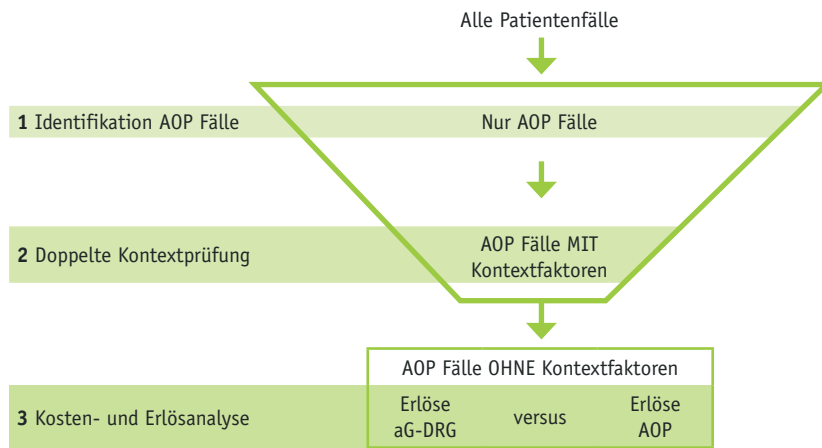 Alle Patientenfälle
1 Identifikation AOP Fälle
Nur AOP Fälle
2 Doppelte Kontextprüfung
AOP Fälle MIT
Kontextfaktoren
AOP Fälle OHNE Kontextfaktoren
3 Kosten- und Erlösanalyse
Erlöse
aG-DRG
versus
Erlöse
AOP